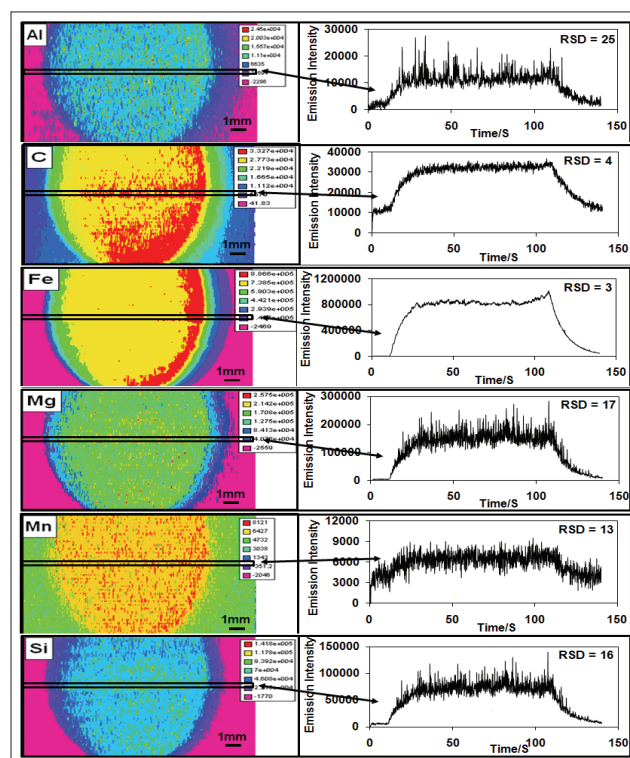 Al
2.45e+004
2.003e+004
1.557e+004
1.11e+004
6635
-2296
1mm
Emission Intensity
30000
20000
10000
0
RSD = 25
0 50 100 150
Time/S
C
3.327e+004
2.773e+004
2.219e+004
1.665e+004
1.112e+004
41.83
1mm
Emission Intensity
40000
30000
20000
10000
0
RSD = 4
0 50 100 150
Time/S
Fe
8.866e+005
7.385e+005
5.903e+005
4.421e+005
2.939e+005
-2469
1mm
Emission Intensity
1200000
800000
400000
0
RSD = 3
0 50 100 150
Time/S
Mg
2.575e+005
2.142e+005
1.708e+005
1.275e+005
8.413e+004
-2559
1mm
Emission Intensity
300000
200000
100000
0
RSD = 17
0 50 100 150
Time/S
Mn
8121
6427
4732
3038
1343
-2046
1mm
Emission Intensity
12000
9000
6000
3000
0
RSD = 13
0 50 100 150
Time/S
Si
1.418e+005
1.178e+005
9.392e+004
7e+004
4.608e+004
-1770
1mm
Emission Intensity
150000
100000
50000
0
RSD = 16
0 50 100 150
Time/S